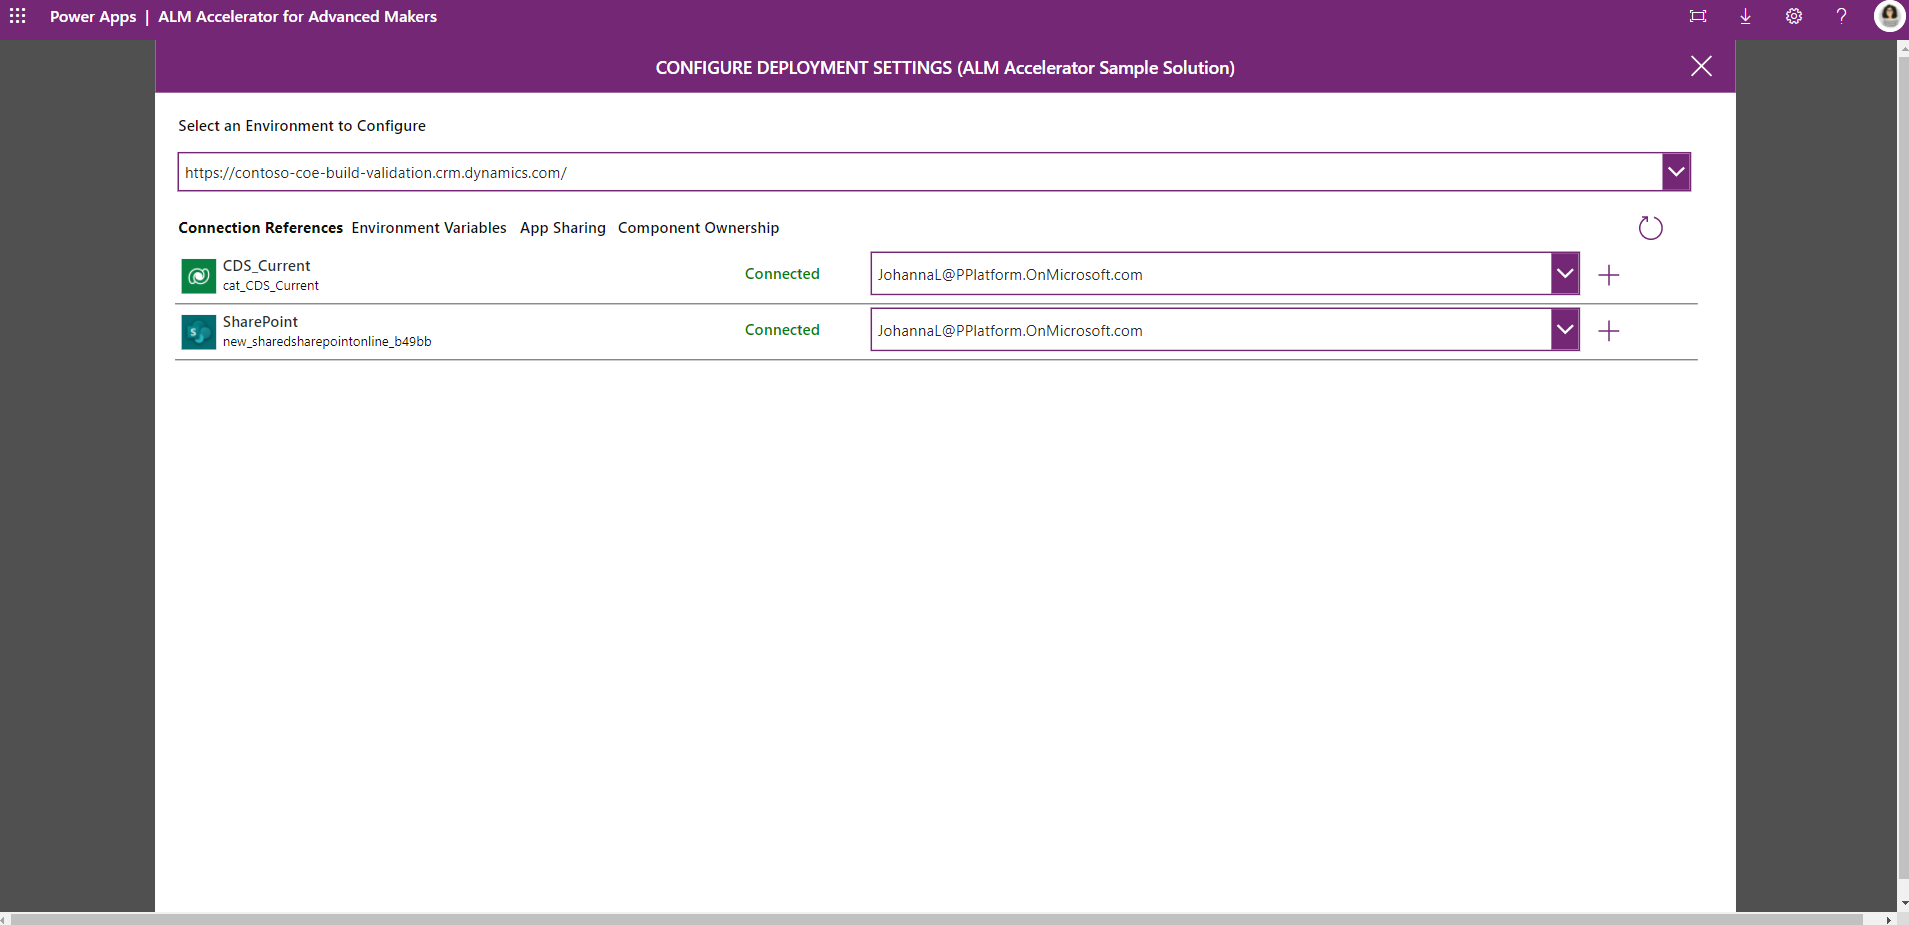 Power Apps | ALM Accelerator for Advanced Makers
CONFIGURE DEPLOYMENT SETTINGS (ALM Accelerator Sample Solution)
Select an Environment to Configure
https://contoso-coe-build-validation.crm.dynamics.com/
Connection References Environment Variables App Sharing Component Ownership
CDS_Current
cat_CDS_Current
Connected
JohannaL@PPlatform.OnMicrosoft.com
SharePoint
new_sharedsharepointonline_b49bb
Connected
JohannaL@PPlatform.OnMicrosoft.com